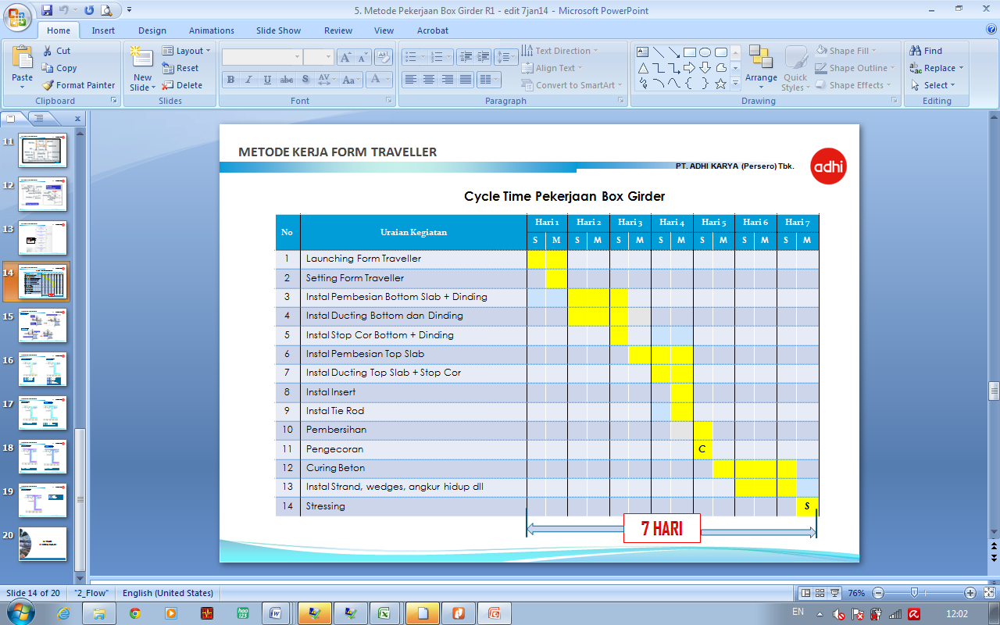 5. Metode Pekerjaan Box Girder R1 - edit 7jan14 - Microsoft PowerPoint
Home Insert Design Animations Slide Show Review View Acrobat
Paste
Cut
Copy
Format Painter
Clipboard
New Slide
Layout
Reset
Delete
Slides
B I U abc S AV Aa A
Font
Text Direction
Align Text
Convert to SmartArt
Paragraph
Arrange
Quick Styles
Shape Fill
Shape Outline
Shape Effects
Drawing
Find
Replace
Select
Editing
11
12
13
14
15
16
17
18
19
20
METODE KERJA FORM TRAVELLER
PT. ADHI KARYA (Persero) Tbk.
adhi
Cycle Time Pekerjaan Box Girder
No Uraian Kegiatan Hari 1 Hari 2 Hari 3 Hari 4 Hari 5 Hari 6 Hari 7
S M S M S M S M S M S M S M
1 Launching Form Traveller
2 Setting Form Traveller
3 Instal Pembesian Bottom Slab + Dinding
4 Instal Ducting Bottom dan Dinding
5 Instal Stop Cor Bottom + Dinding
6 Instal Pembesian Top Slab
7 Instal Ducting Top Slab + Stop Cor
8 Instal Insert
9 Instal Tie Rod
10 Pembersihan
11 Pengecoran C
12 Curing Beton
13 Instal Strand, wedges, angkur hidup dll
14 Stressing S
7 HARI
Slide 14 of 20 "2_Flow" English (United States) 76%
EN 12:02